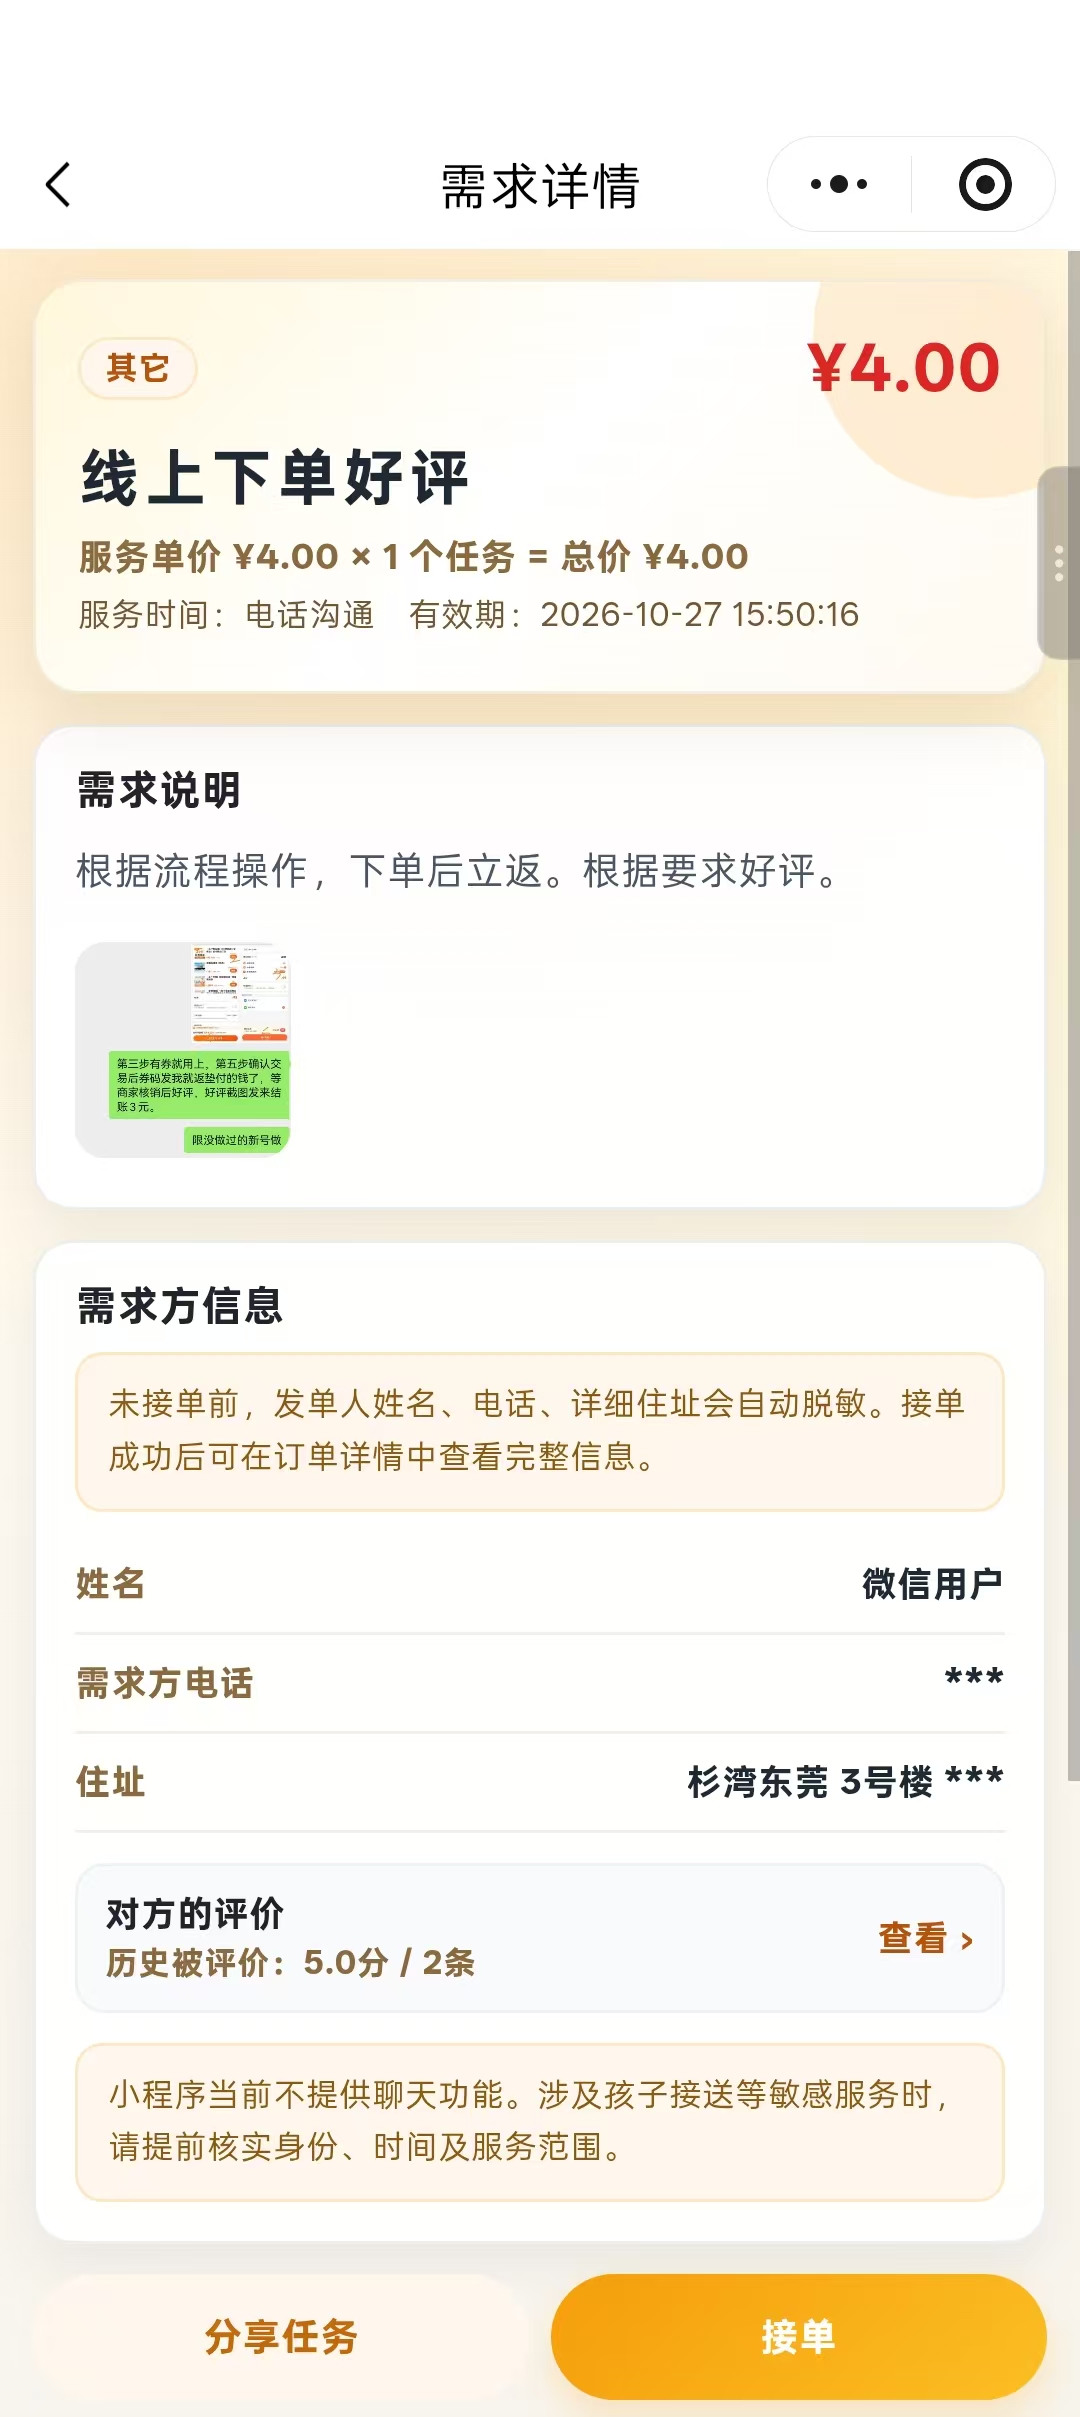 需求详情
其它
¥4.00
线上下单好评
服务单价 ¥4.00 × 1 个任务 = 总价 ¥4.00
服务时间：电话沟通 有效期：2026-10-27 15:50:16
需求说明
根据流程操作，下单后立返。根据要求好评。
第三步有券就用上，第五步确认交
易后券码发我就返垫付的钱了，等
商家核销后好评，好评截图发来结
账3元。
限没做过的新号做
需求方信息
未接单前，发单人姓名、电话、详细住址会自动脱敏。接单
成功后可在订单详情中查看完整信息。
姓名
微信用户
需求方电话
***
住址
杉湾东莞 3号楼 ***
对方的评价
历史被评价：5.0分 / 2条
查看 ›
小程序当前不提供聊天功能。涉及孩子接送等敏感服务时，
请提前核实身份、时间及服务范围。
分享任务
接单